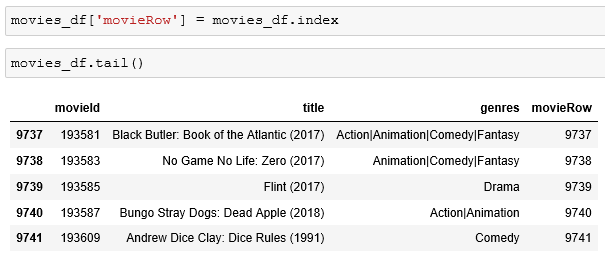 movies_df['movieRow'] = movies_df.index
movies_df.tail()
movieId title genres movieRow
9737 193581 Black Butler: Book of the Atlantic (2017) Action|Animation|Comedy|Fantasy 9737
9738 193583 No Game No Life: Zero (2017) Animation|Comedy|Fantasy 9738
9739 193585 Flint (2017) Drama 9739
9740 193587 Bungo Stray Dogs: Dead Apple (2018) Action|Animation 9740
9741 193609 Andrew Dice Clay: Dice Rules (1991) Comedy 9741